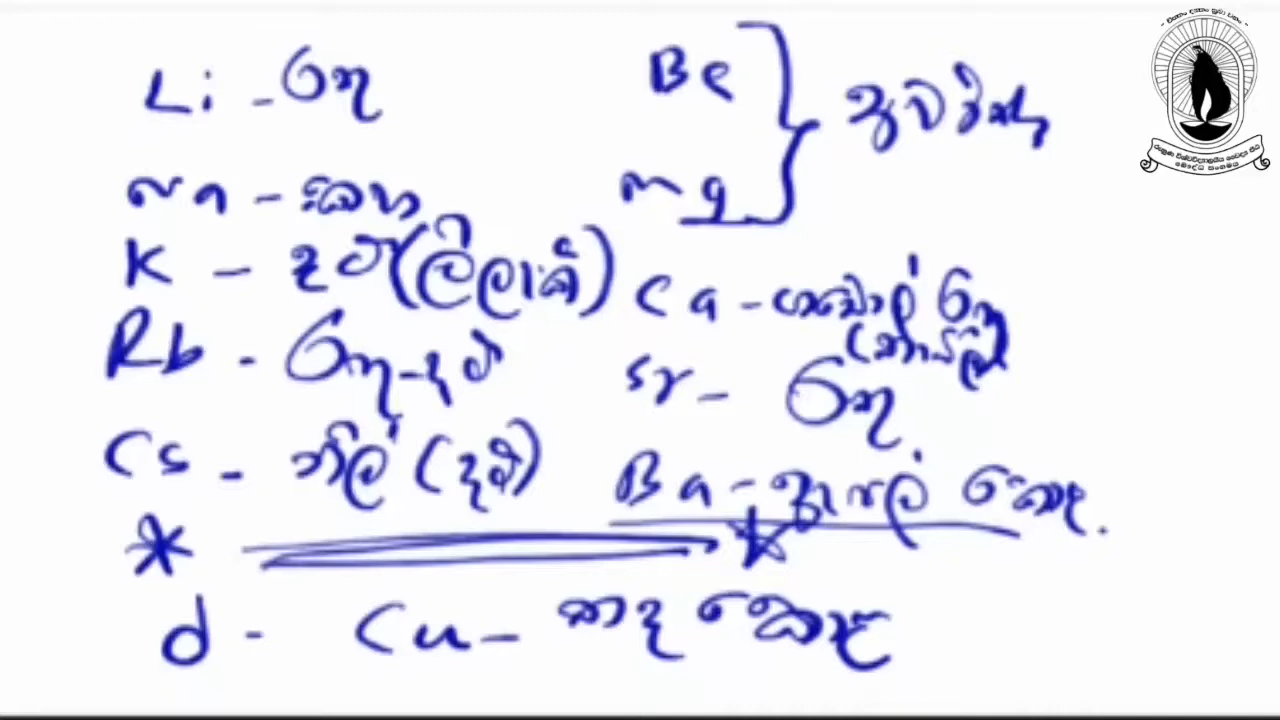 Li - රතු
Be
Mg
අවර්ණ
Na - කහ
K - දම් (ලිලැක්)
Ca - ගඩොල් රතු
Rb - රතු-දම්
Sr - රතු
Cs - නිල් (දම්)
Ba - ඇපල් කොළ.
*
d - Cu - තද කොළ